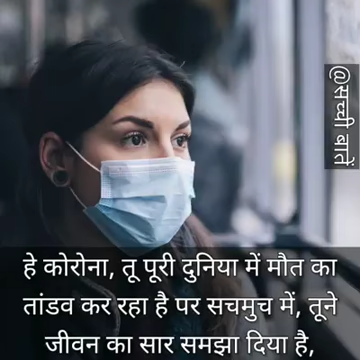 @सच्ची बातें
हे कोरोना, तू पूरी दुनिया में मौत का
तांडव कर रहा है पर सचमुच में, तूने
जीवन का सार समझा दिया है,